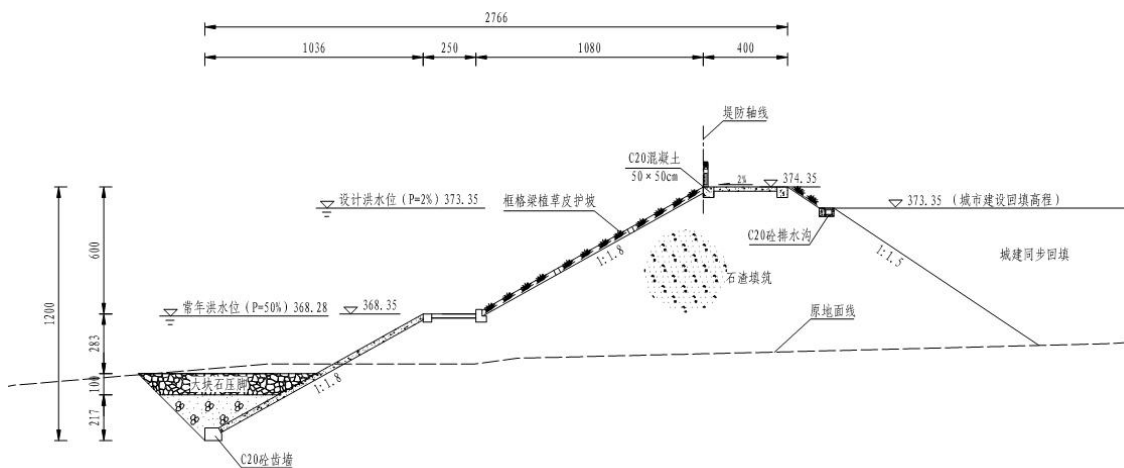 2766
1036
250
1080
400
堤防轴线
C20混凝土
50×50cm
2%
374.35
设计洪水位(P=2%)373.35
框格梁植草皮护坡
373.35(城市建设回填高程)
C20砼排水沟
1:1.8
1:1.5
城建同步回填
石渣填筑
600
1200
常年洪水位(P=50%)368.28
368.35
原地面线
283
大块石压脚
100
1:1.8
217
C20砼齿墙